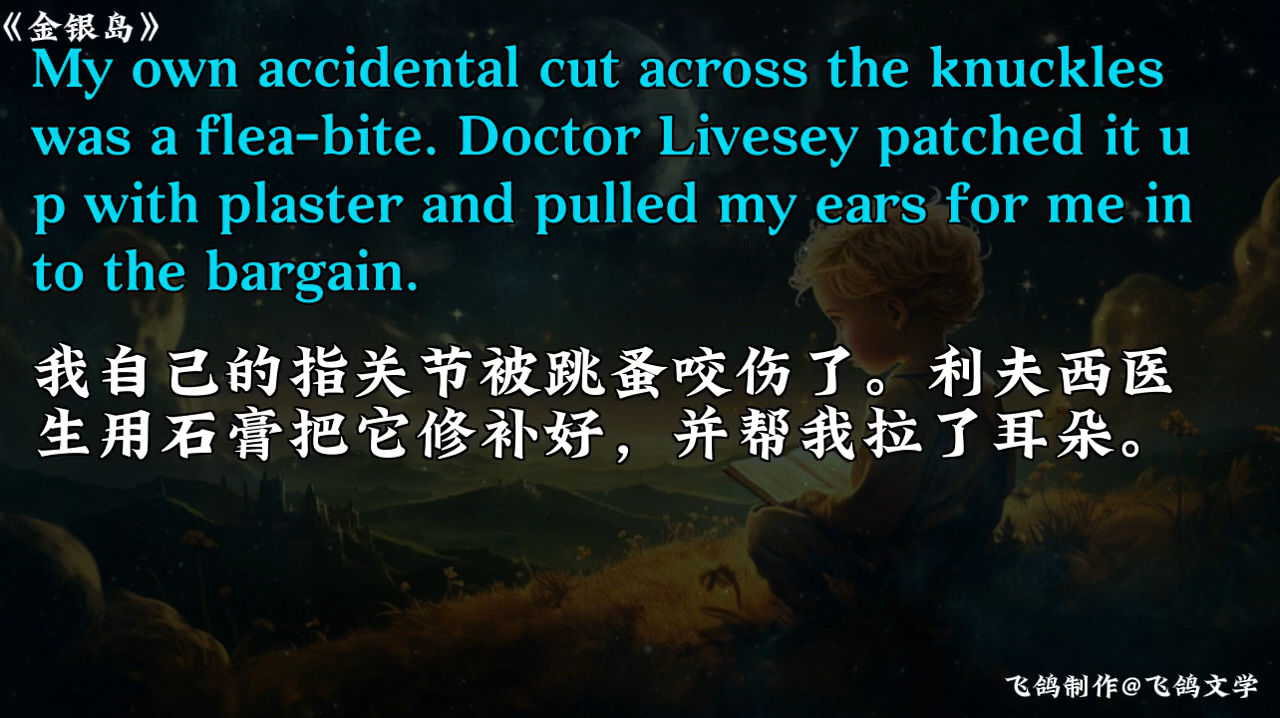 《金银岛》
My own accidental cut across the knuckles
was a flea-bite. Doctor Livesey patched it u
p with plaster and pulled my ears for me in
to the bargain.
我自己的指关节被跳蚤咬伤了。利夫西医
生用石膏把它修补好，并帮我拉了耳朵。
飞鸽制作@飞鸽文学